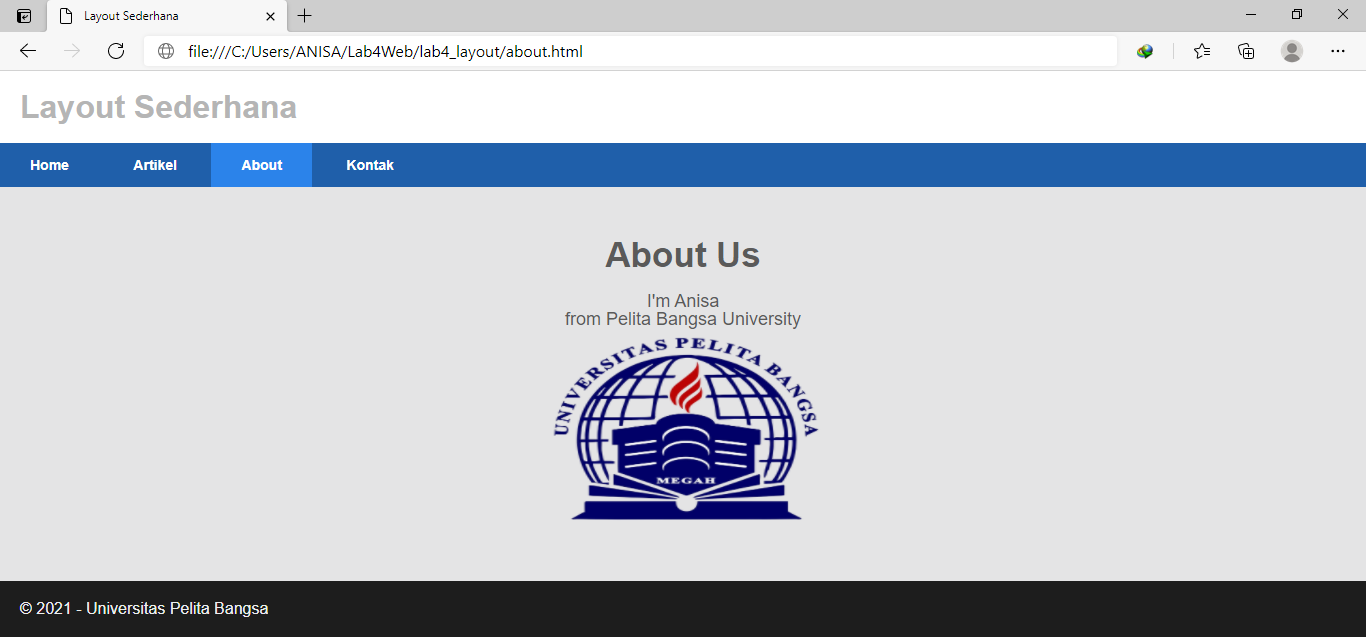 Layout Sederhana
file:///C:/Users/ANISA/Lab4Web/lab4_layout/about.html
Layout Sederhana
Home Artikel About Kontak
About Us
I'm Anisa
from Pelita Bangsa University
UNIVERSITAS PELITA BANGSA
MEGAH
© 2021 - Universitas Pelita Bangsa